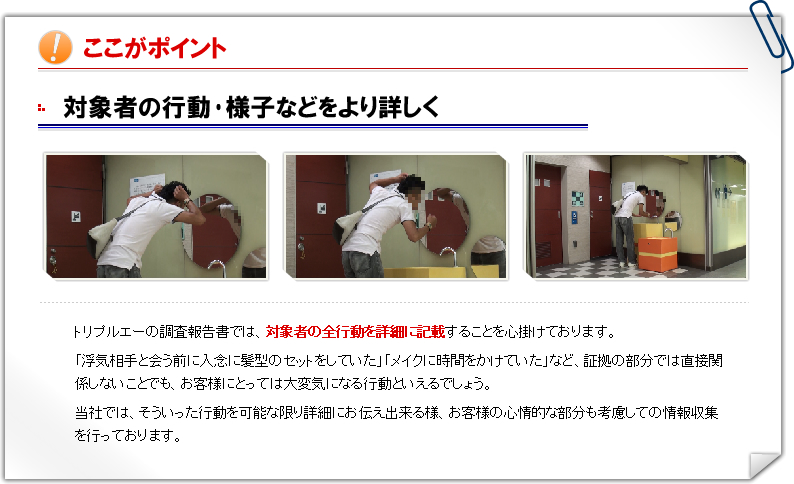 ここがポイント
対象者の行動・様子などをより詳しく
トリプルエーの調査報告書では、対象者の全行動を詳細に記載することを心掛けております。
「浮気相手と会う前に入念に髪型のセットをしていた」「メイクに時間をかけていた」など、証拠の部分では直接関
係しないことでも、お客様にとっては大変気になる行動といえるでしょう。
当社では、そういった行動を可能な限り詳細にお伝え出来る様、お客様の心情的な部分も考慮しての情報収集
を行っております。